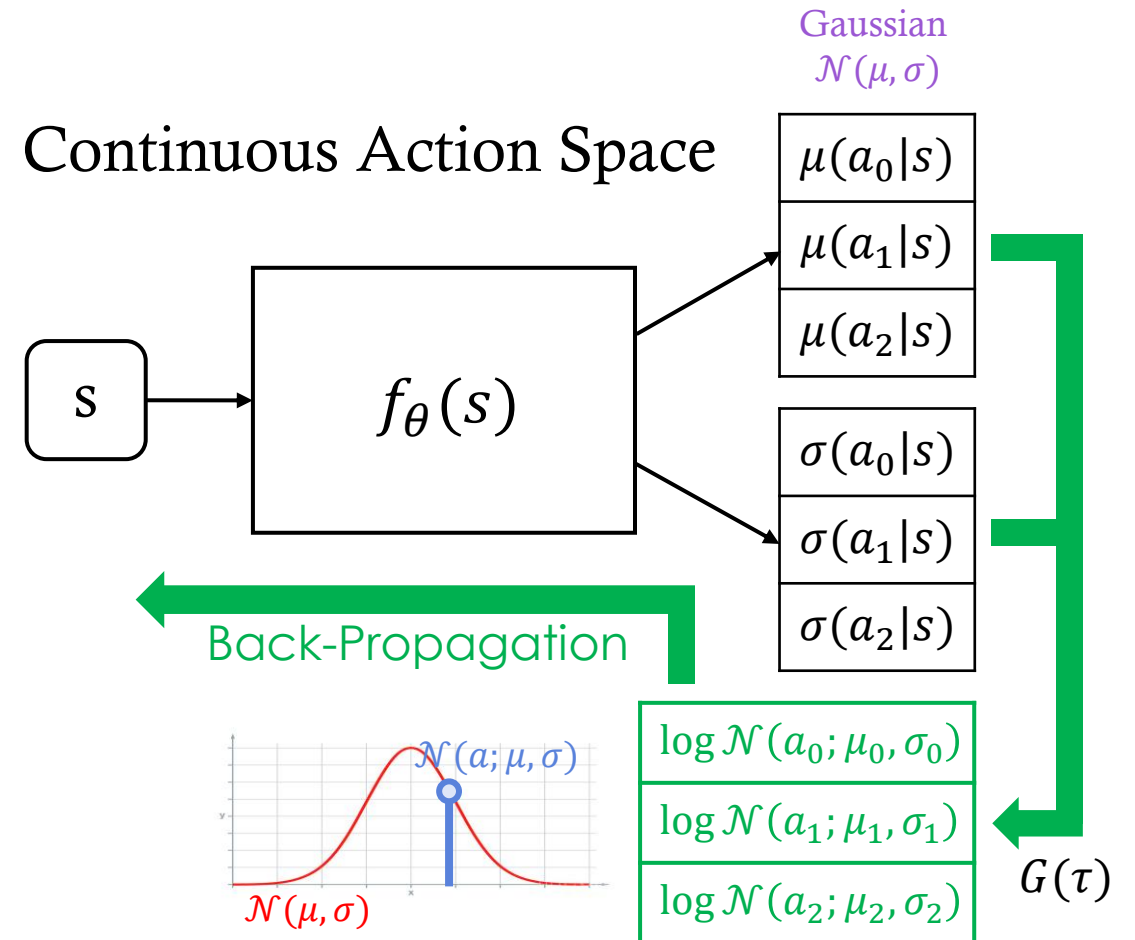 Gaussian
𝒩(μ, σ)
Continuous Action Space
μ(a₀|s)
μ(a₁|s)
μ(a₂|s)
s
f_θ(s)
σ(a₀|s)
σ(a₁|s)
σ(a₂|s)
Back-Propagation
log 𝒩(a₀; μ₀, σ₀)
log 𝒩(a₁; μ₁, σ₁)
log 𝒩(a₂; μ₂, σ₂)
G(τ)
𝒩(a; μ, σ)
y
x
𝒩(μ, σ)